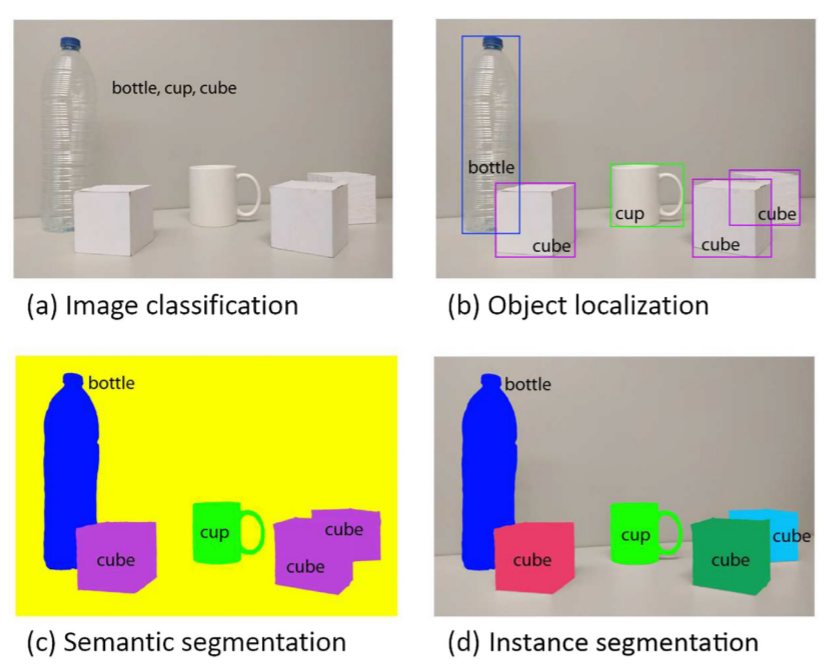 bottle, cup, cube
bottle
cup
cube
cube
cube
(a) Image classification
(b) Object localization
bottle
cup
cube
cube
cube
bottle
cup
cube
cube
cube
(c) Semantic segmentation
(d) Instance segmentation